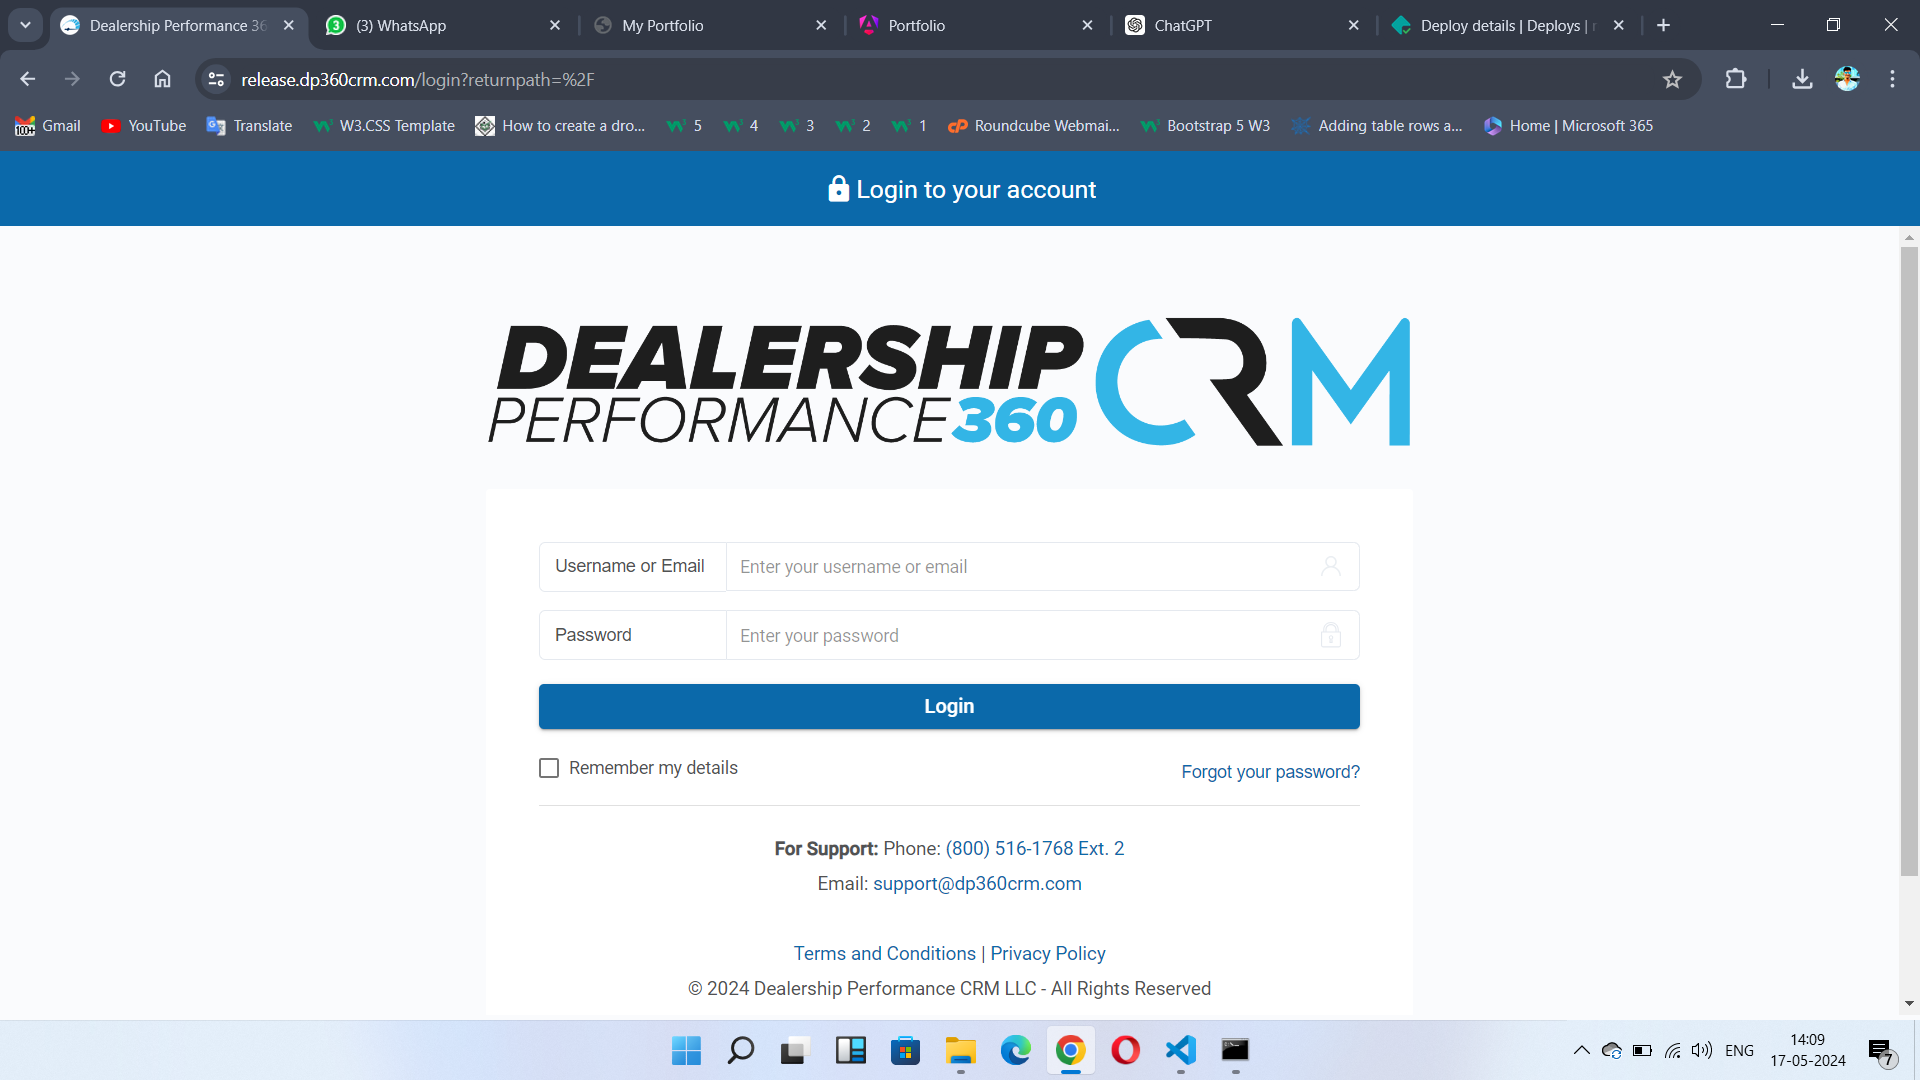 Dealership Performance 36
(3) WhatsApp
My Portfolio
Portfolio
ChatGPT
Deploy details | Deploys |
release.dp360crm.com/login?returnpath=%2F
100+
Gmail
YouTube
Translate
W3.CSS Template
How to create a dro...
5
4
3
2
1
Roundcube Webmai...
Bootstrap 5 W3
Adding table rows a...
Home | Microsoft 365
Login to your account
DEALERSHIP
PERFORMANCE360
CRM
Username or Email
Enter your username or email
Password
Enter your password
Login
Remember my details
Forgot your password?
For Support: Phone: (800) 516-1768 Ext. 2
Email: support@dp360crm.com
Terms and Conditions | Privacy Policy
© 2024 Dealership Performance CRM LLC - All Rights Reserved
ENG
14:09
17-05-2024
7